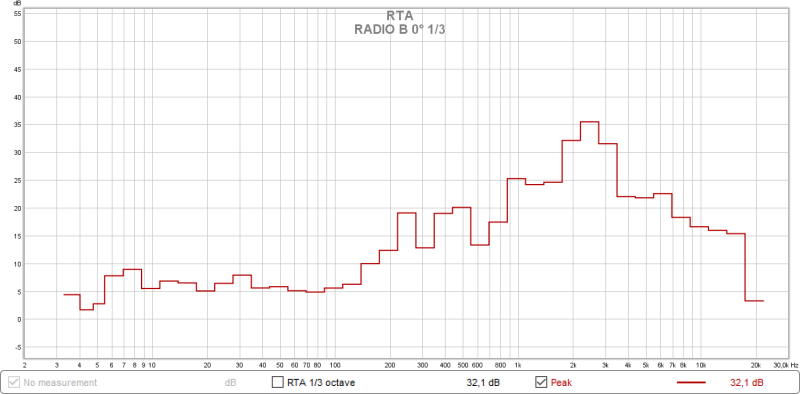 dB
RTA
RADIO B 0° 1/3
55
50
45
40
35
30
25
20
15
10
5
0
-5
2 3 4 5 6 7 8 9 10 20 30 40 50 60 70 80 100 200 300 400 500 600 800 1k 2k 3k 4k 5k 6k 7k 8k 10k 20k 30,0k Hz
No measurement dB RTA 1/3 octave 32,1 dB Peak 32,1 dB